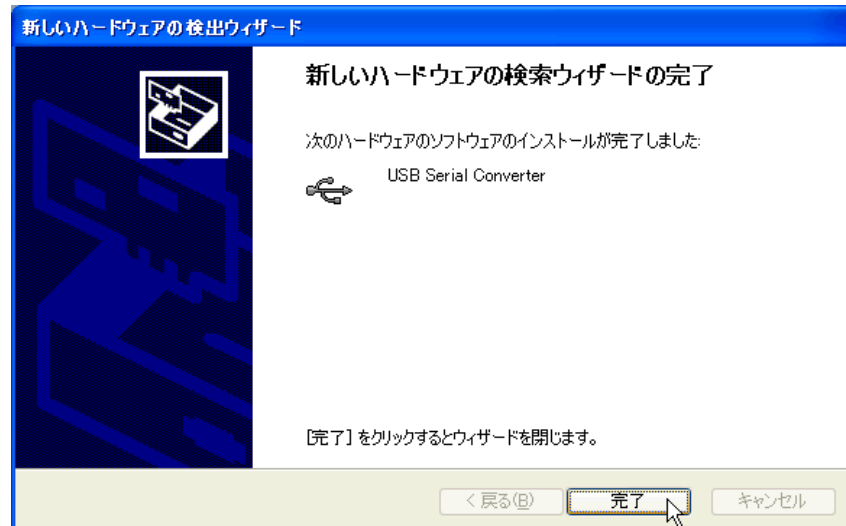 新しいハードウェアの検出ウィザード
新しいハードウェアの検索ウィザードの完了
次のハードウェアのソフトウェアのインストールが完了しました:
USB Serial Converter
[完了] をクリックするとウィザードを閉じます。
< 戻る(B)
完了
キャンセル